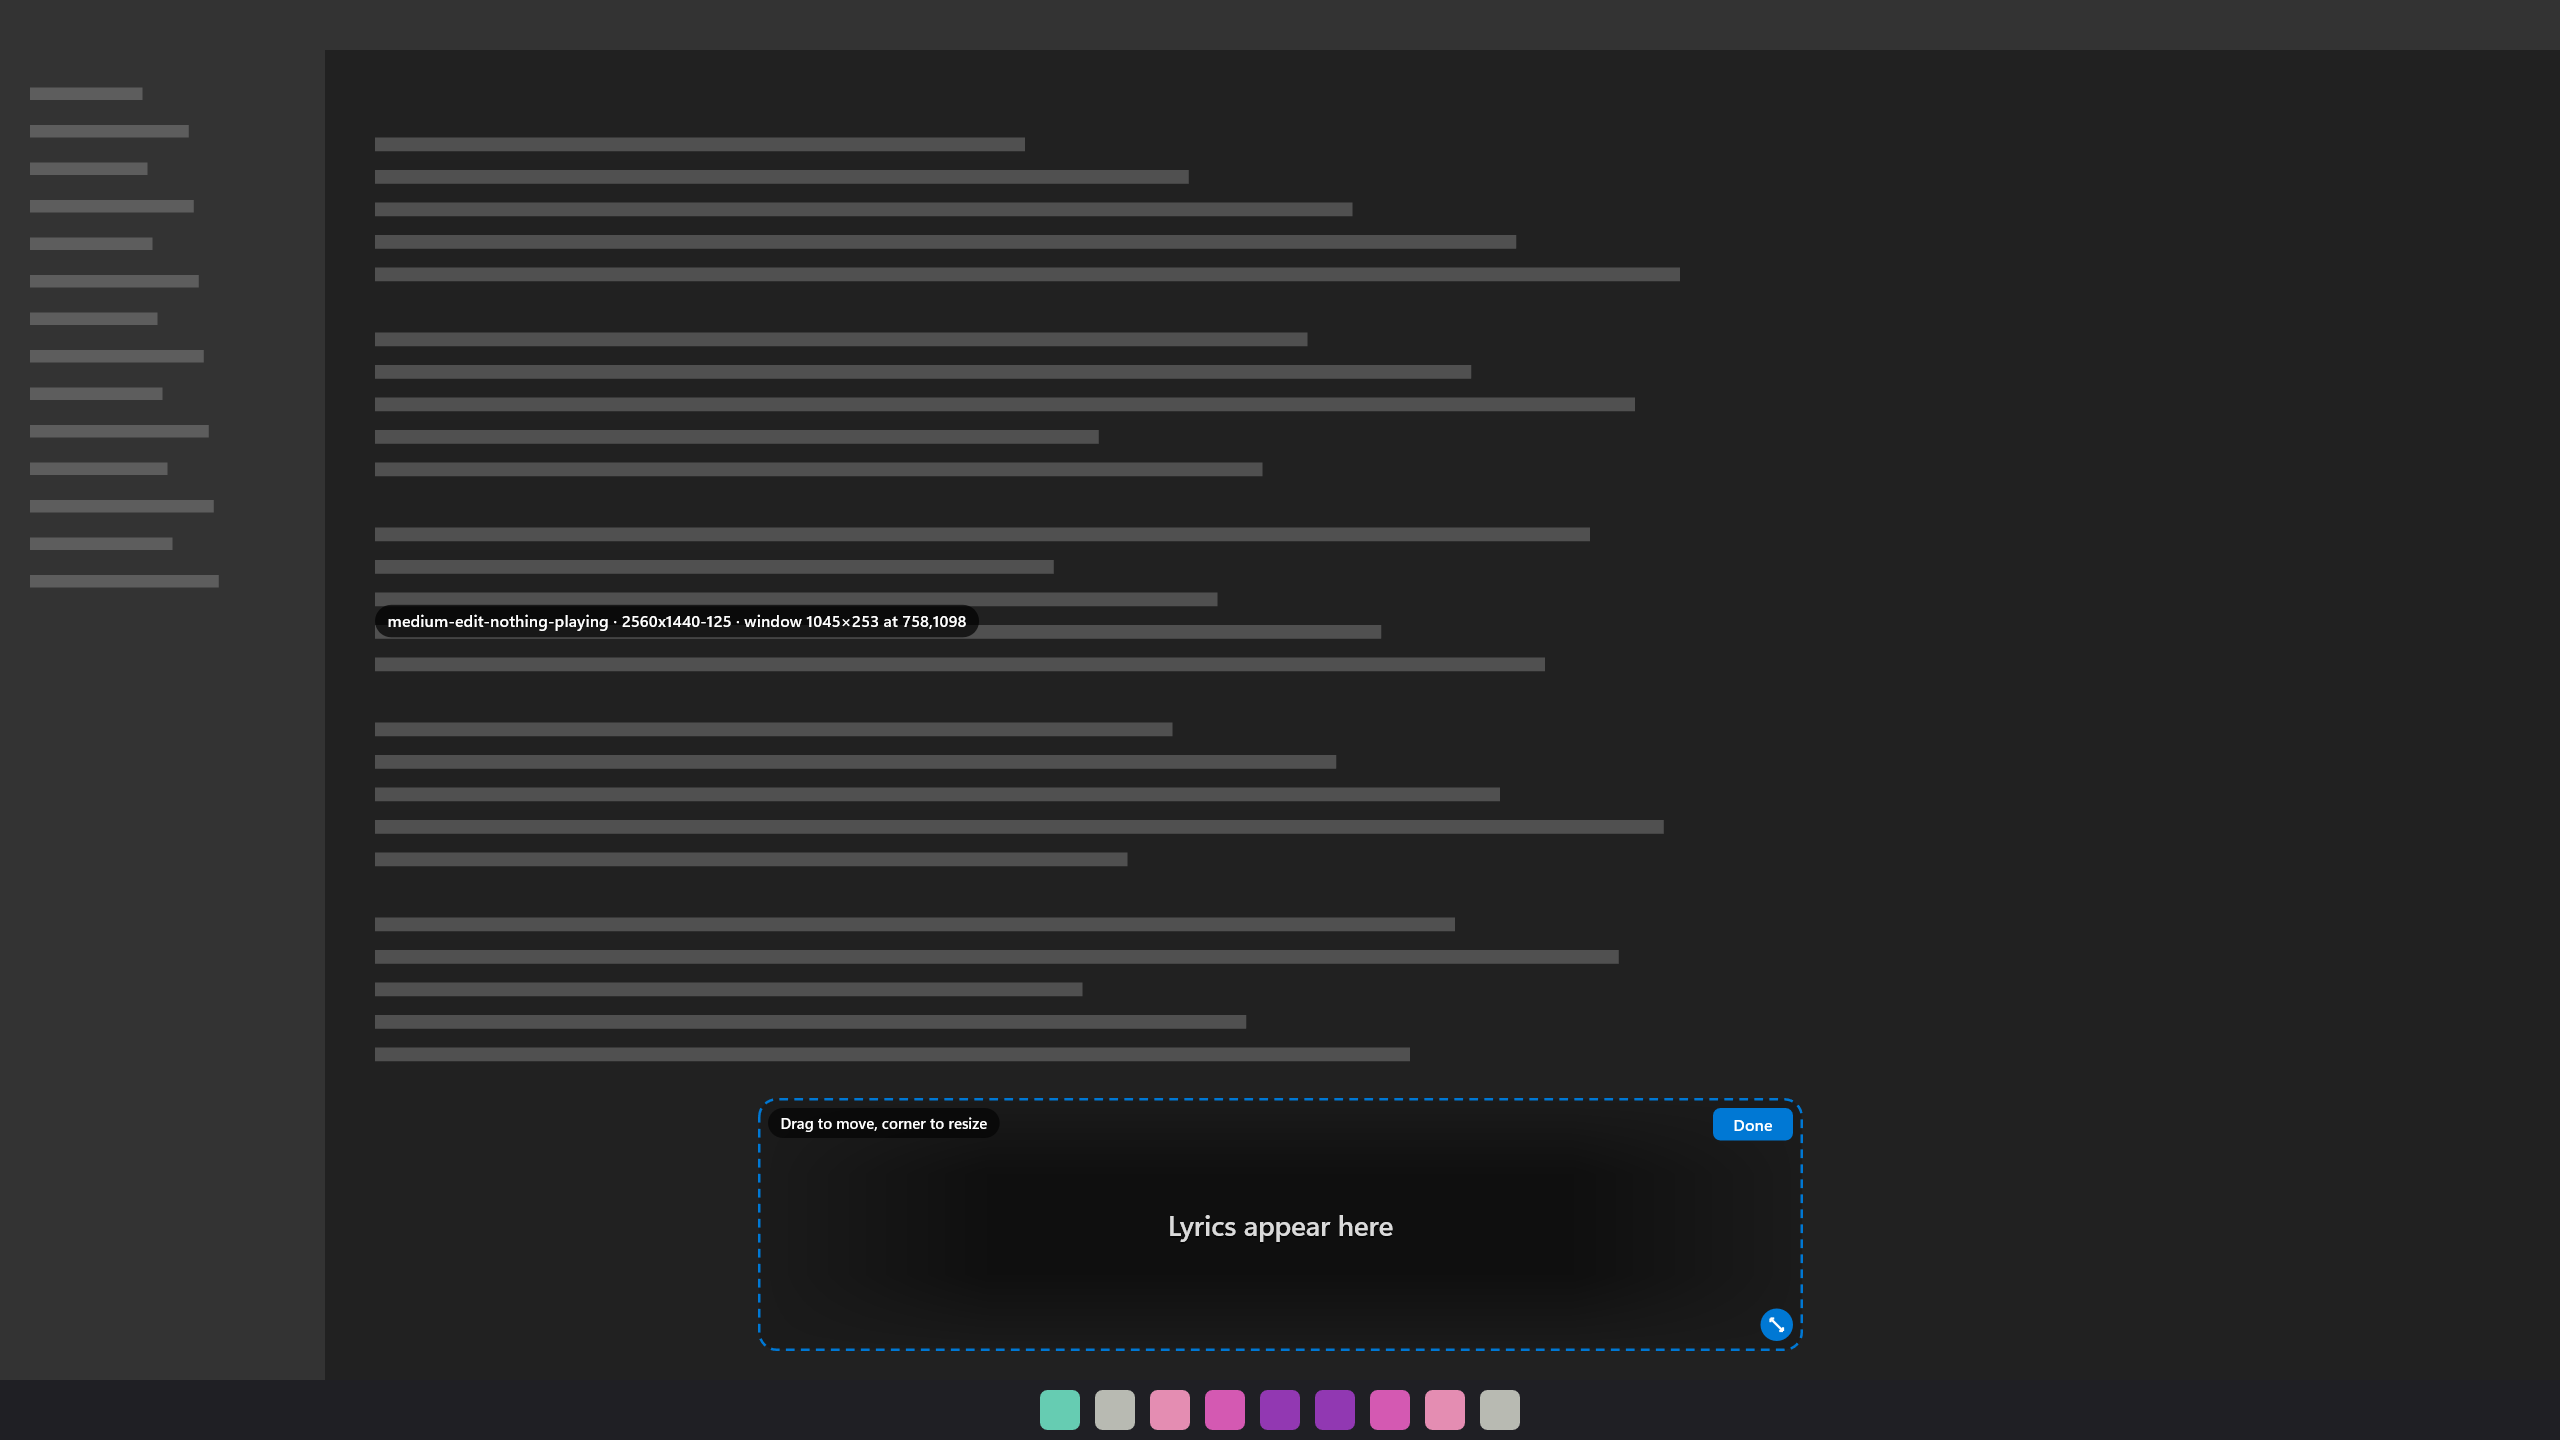 medium-edit-nothing-playing · 2560x1440-125 · window 1045×253 at 758,1098
Drag to move, corner to resize
Done
Lyrics appear here